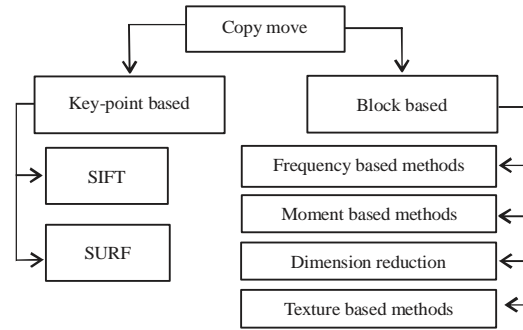 Copy move
Key-point based
Block based
SIFT
SURF
Frequency based methods
Moment based methods
Dimension reduction
Texture based methods